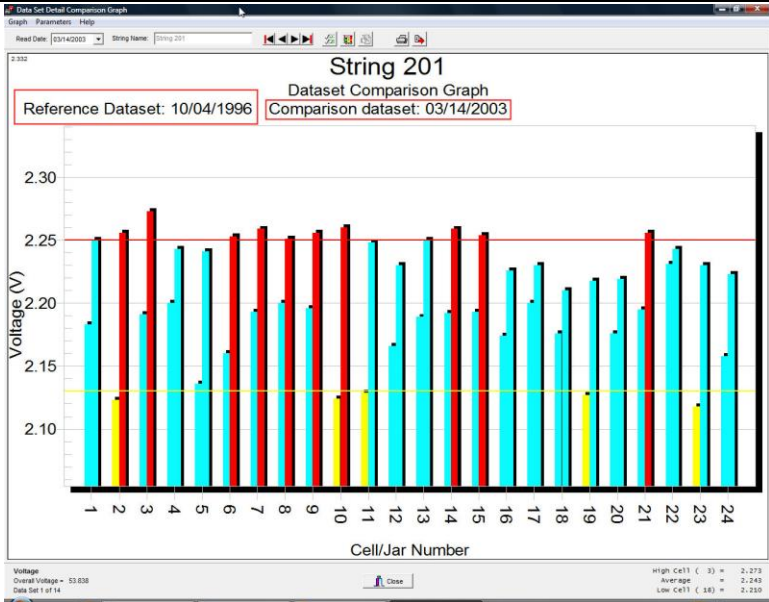 Data Set Detail Comparison Graph
Graph Parameters Help
Read Date: 03/14/2003 String Name: String 201
2.332
String 201
Dataset Comparison Graph
Reference Dataset: 10/04/1996 Comparison dataset: 03/14/2003
2.30
2.25
2.20
2.15
2.10
Voltage (V)
1 2 3 4 5 6 7 8 9 10 11 12 13 14 15 16 17 18 19 20 21 22 23 24
Cell/Jar Number
Voltage
Overall Voltage = 53.838
Data Set 1 of 14
Close
High Cell ( 3) = 2.273
Average = 2.243
Low Cell ( 18) = 2.210